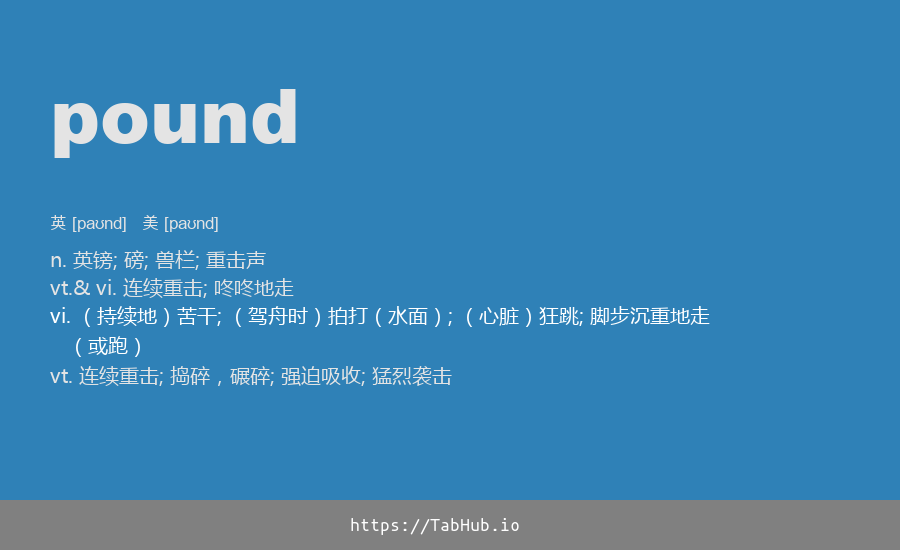 pound
英 [paʊnd] 美 [paʊnd]
n. 英镑; 磅; 兽栏; 重击声
vt.& vi. 连续重击; 咚咚地走
vi. （持续地）苦干; （驾舟时）拍打（水面）; （心脏）狂跳; 脚步沉重地走
（或跑）
vt. 连续重击; 捣碎，碾碎; 强迫吸收; 猛烈袭击
https://TabHub.io